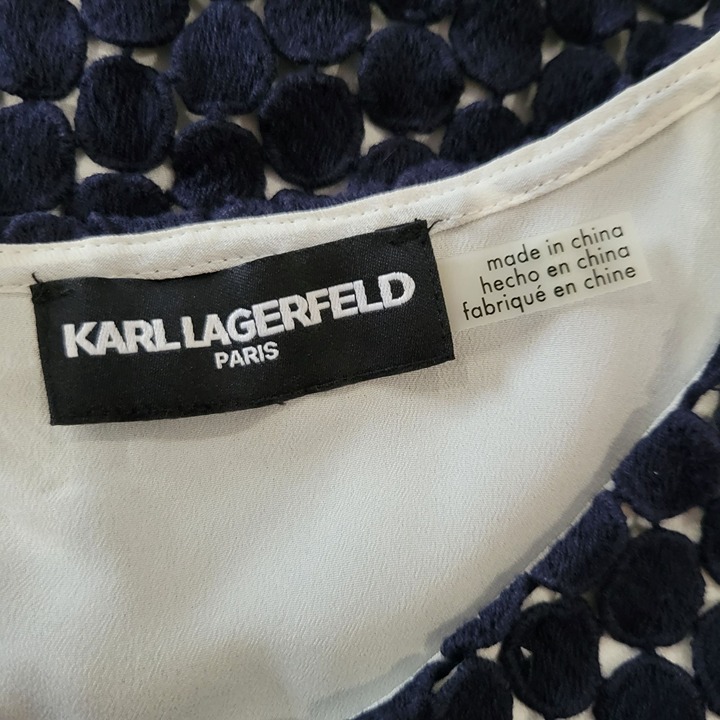 KARL LAGERFELD
PARIS
made in china
hecho en china
fabriqué en chine